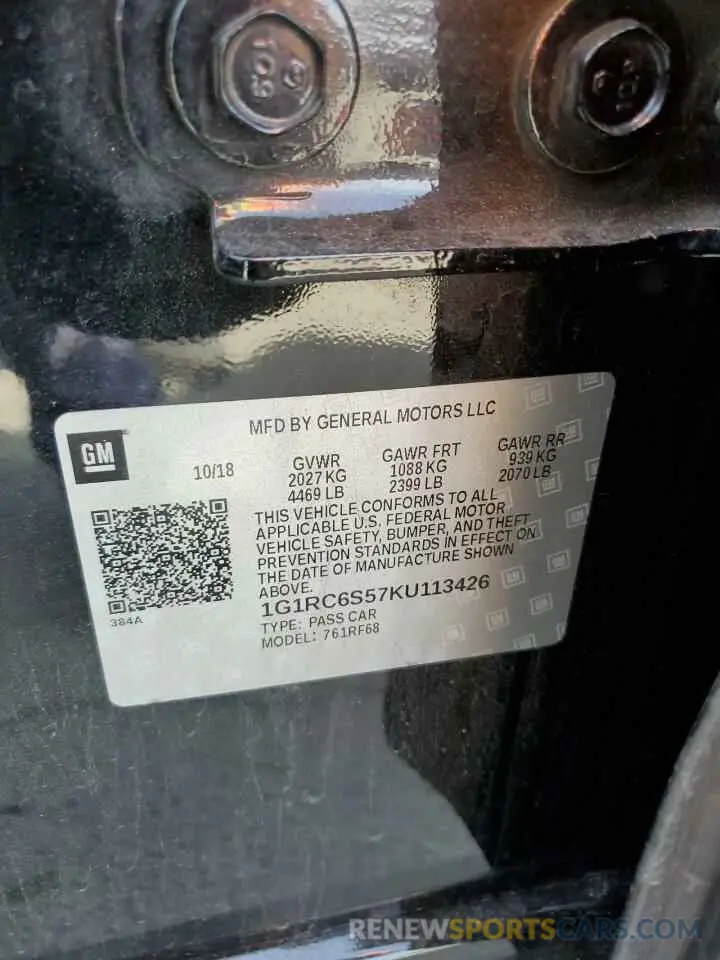 109
10.9
MFD BY GENERAL MOTORS LLC
GM
10/18
GVWR
2027 KG
4469 LB
GAWR FRT
1088 KG
2399 LB
GAWR RR
939 KG
2070 LB
THIS VEHICLE CONFORMS TO ALL
APPLICABLE U.S. FEDERAL MOTOR
VEHICLE SAFETY, BUMPER, AND THEFT
PREVENTION STANDARDS IN EFFECT ON
THE DATE OF MANUFACTURE SHOWN
ABOVE.
1G1RC6S57KU113426
TYPE: PASS CAR
MODEL: 761RF68
384A
RENEWSPORTSCARS.COM